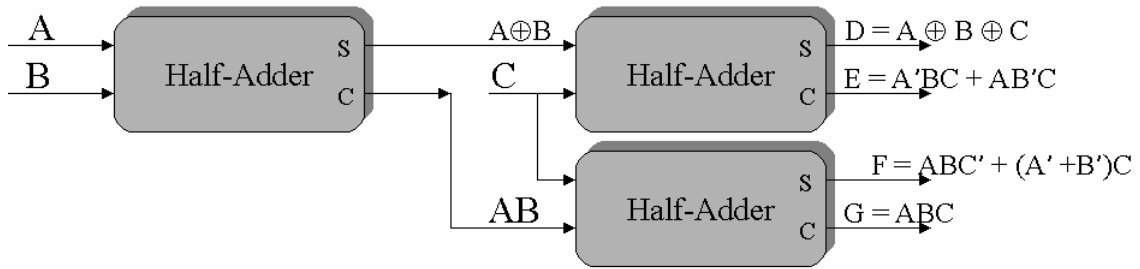 A
B
Half-Adder
S
C
A⊕B
C
Half-Adder
S
C
D = A ⊕ B ⊕ C
E = A′BC + AB′C
AB
Half-Adder
S
C
F = ABC′ + (A′ +B′)C
G = ABC